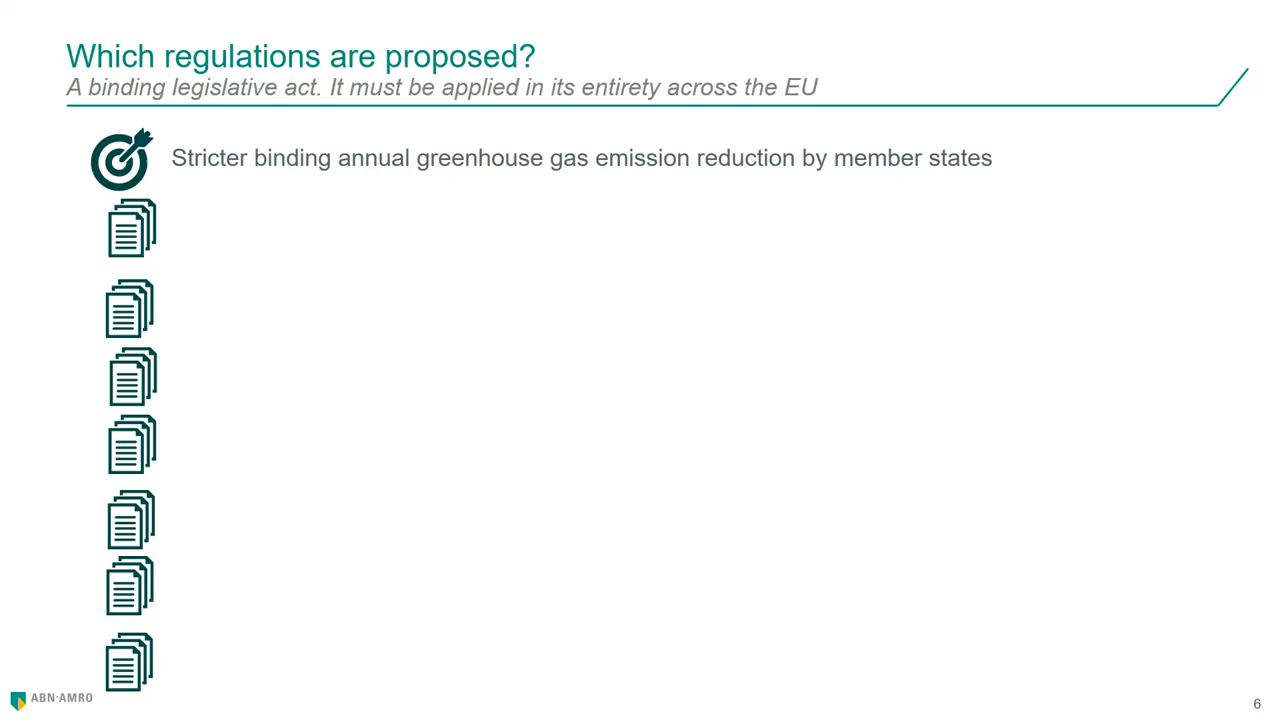 Which regulations are proposed?
A binding legislative act. It must be applied in its entirety across the EU
Stricter binding annual greenhouse gas emission reduction by member states
ABN·AMRO
6